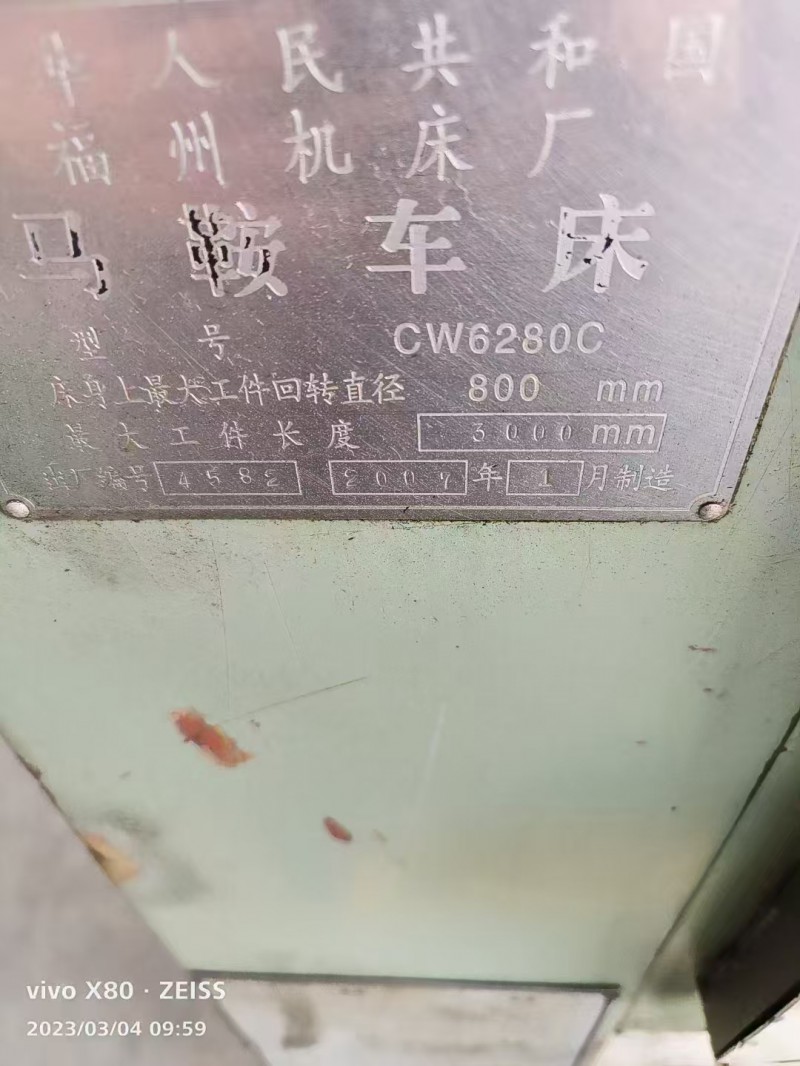 中华人民共和国
福州机床厂
马鞍车床
型号 CW6280C
床身上最大工件回转直径 800 mm
最大工件长度 3000 mm
出厂编号 4582 2007 年 1 月制造
vivo X80 · ZEISS
2023/03/04 09:59